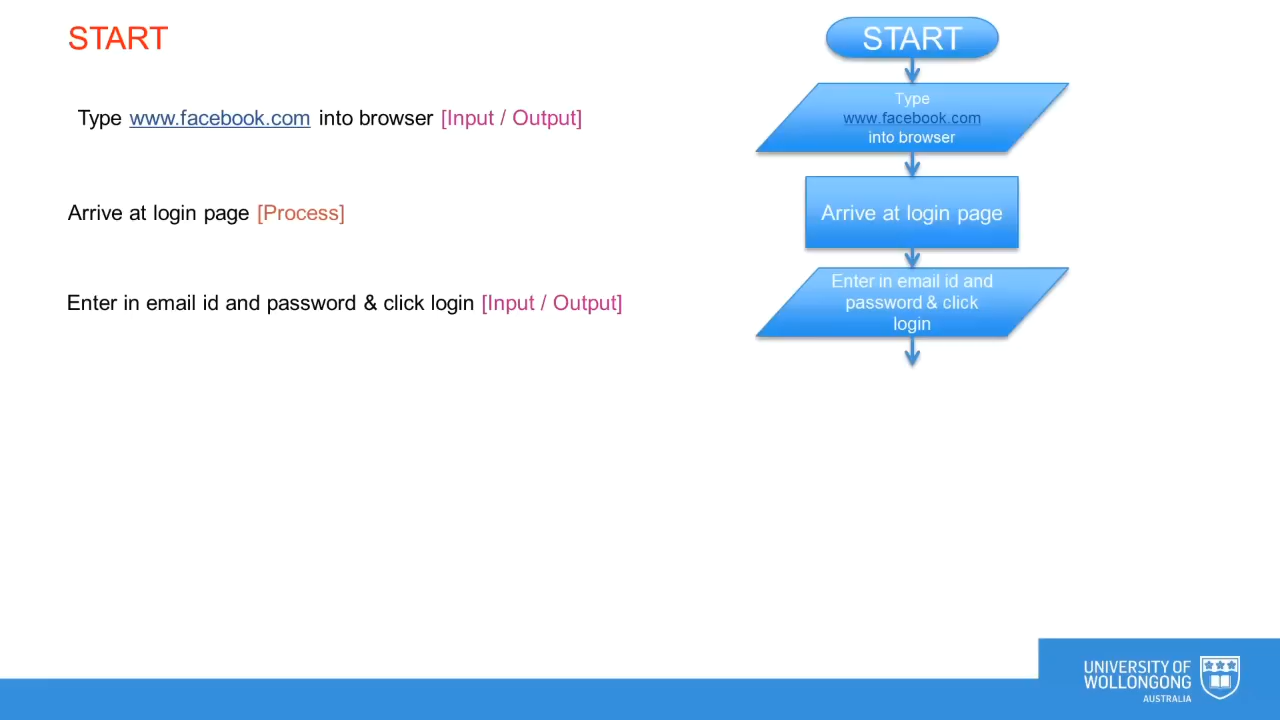 START
Type www.facebook.com into browser [Input / Output]
Arrive at login page [Process]
Enter in email id and password & click login [Input / Output]
START
Type
www.facebook.com
into browser
Arrive at login page
Enter in email id and
password & click
login
UNIVERSITY OF
WOLLONGONG
AUSTRALIA